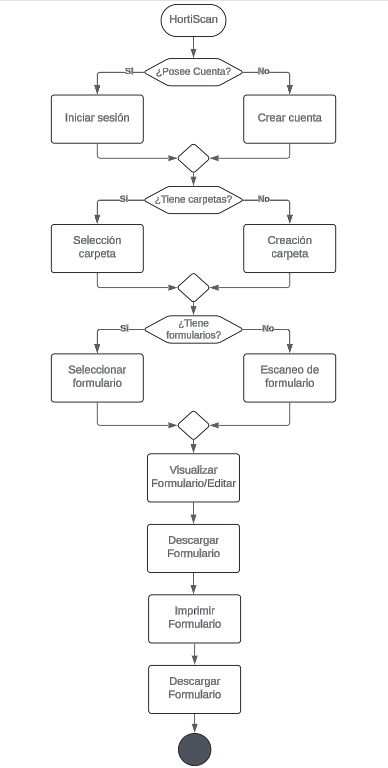 HortiScan
Si
¿Posee Cuenta?
No
Iniciar sesión
Crear cuenta
Si
¿Tiene carpetas?
No
Selección
carpeta
Creación
carpeta
Si
¿Tiene
formularios?
No
Seleccionar
formulario
Escaneo de
formulario
Visualizar
Formulario/Editar
Descargar
Formulario
Imprimir
Formulario
Descargar
Formulario